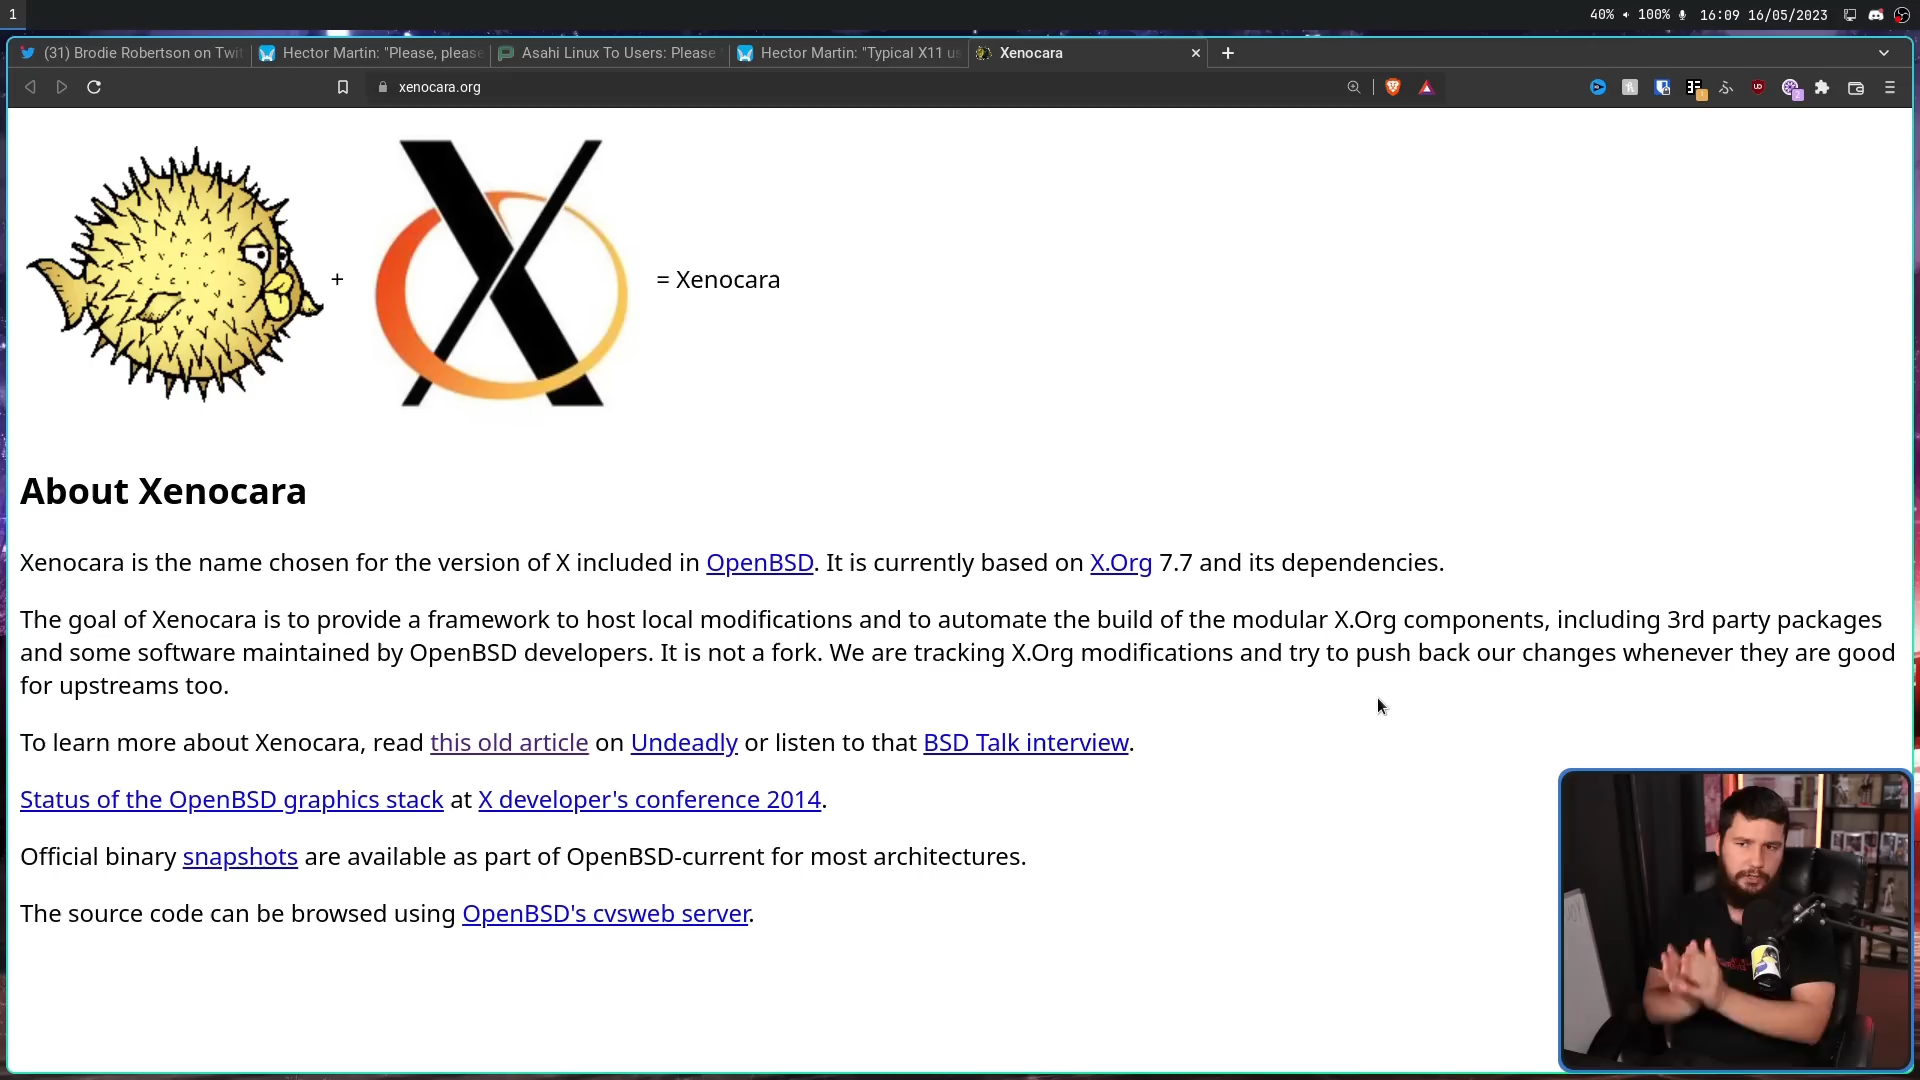 1
40% 100% 16:09 16/05/2023
(31) Brodie Robertson on Twit
Hector Martin: "Please, please
Asahi Linux To Users: Please
Hector Martin: "Typical X11 us
Xenocara
xenocara.org
+
= Xenocara
About Xenocara
Xenocara is the name chosen for the version of X included in OpenBSD. It is currently based on X.Org 7.7 and its dependencies.
The goal of Xenocara is to provide a framework to host local modifications and to automate the build of the modular X.Org components, including 3rd party packages
and some software maintained by OpenBSD developers. It is not a fork. We are tracking X.Org modifications and try to push back our changes whenever they are good
for upstreams too.
To learn more about Xenocara, read this old article on Undeadly or listen to that BSD Talk interview.
Status of the OpenBSD graphics stack at X developer's conference 2014.
Official binary snapshots are available as part of OpenBSD-current for most architectures.
The source code can be browsed using OpenBSD's cvsweb server.